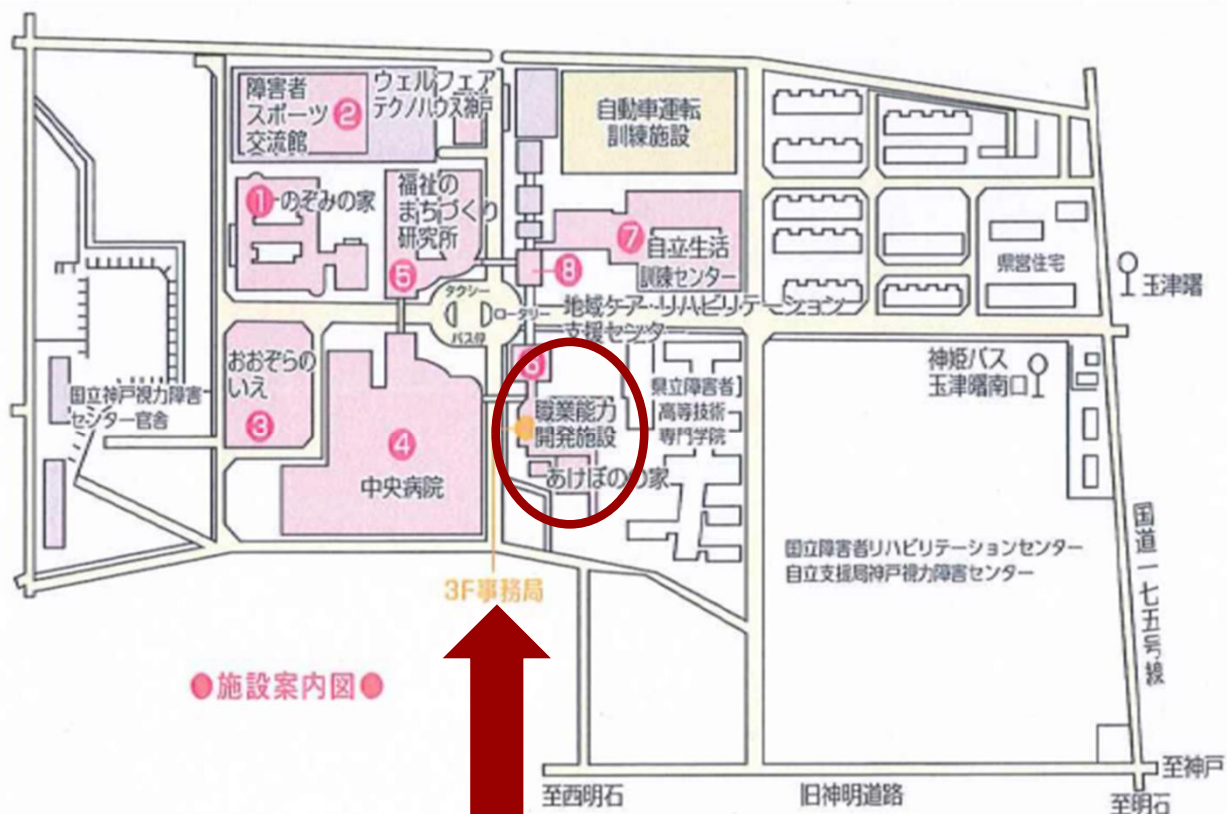 障害者
スポーツ
交流館
②
ウェルフェア
テクノハウス神戸
自動車運転
訓練施設
①
のぞみの家
福祉の
まちづくり
研究所
⑤
⑦
自立生活
訓練センター
⑧
県営住宅
玉津曙
タクシー
ロータリー
バス停
地域ケア・リハビリテーション
支援センター
⑥
おおぞらの
いえ
③
国立神戸視力障害
センター官舎
④
中央病院
職業能力
開発施設
あけぼのの家
県立障害者
高等技術
専門学院
神姫バス
玉津曙南口
国立障害者リハビリテーションセンター
自立支援局神戸視力障害センター
国道一七五号線
3F事務局
●施設案内図●
至西明石
旧神明道路
至神戸
至明石